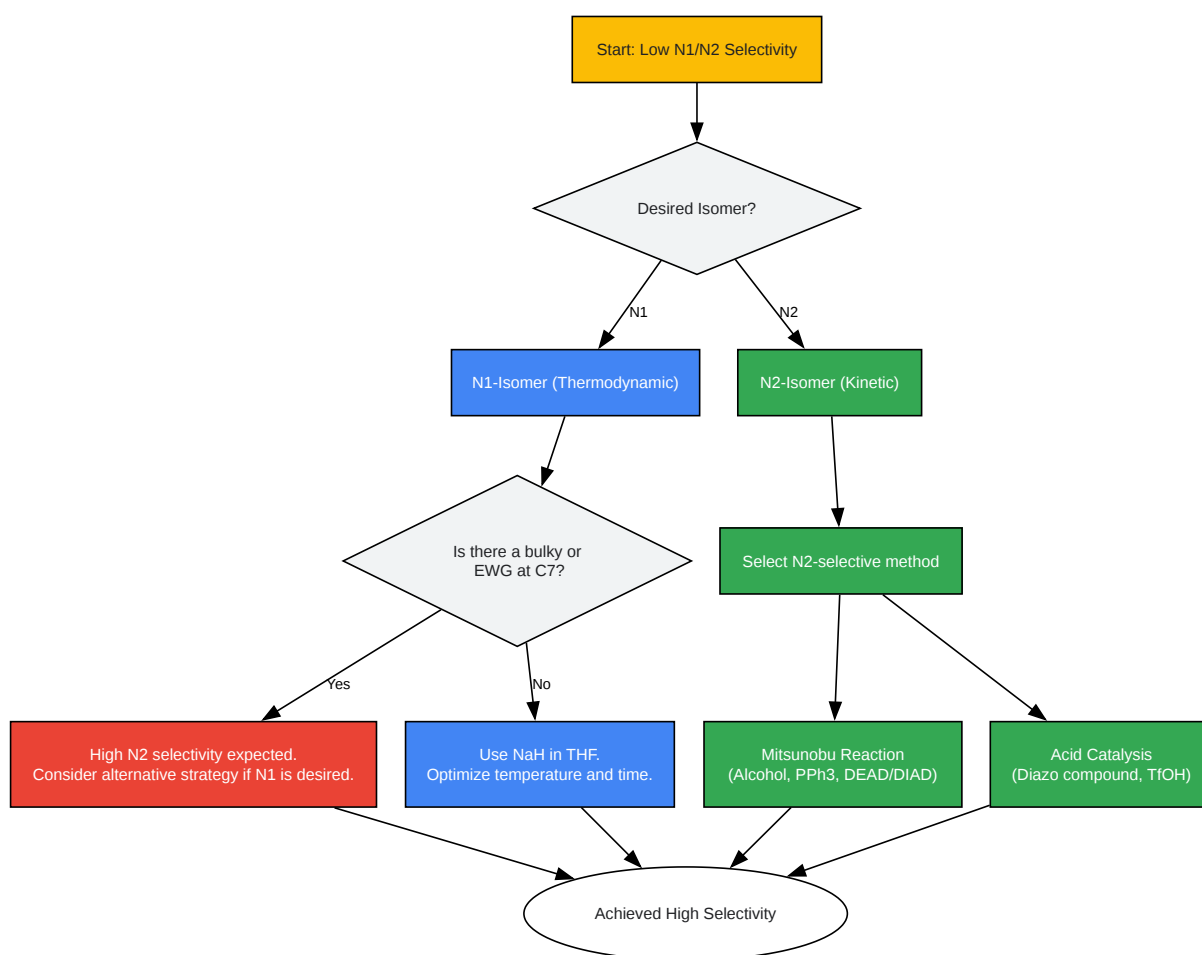 Start: Low N1/N2 Selectivity
Desired Isomer?
N1
N2
N1-Isomer (Thermodynamic)
N2-Isomer (Kinetic)
Is there a bulky or
EWG at C7?
Select N2-selective method
Yes
No
High N2 selectivity expected.
Consider alternative strategy if N1 is desired.
Use NaH in THF.
Optimize temperature and time.
Mitsunobu Reaction
(Alcohol, PPh3, DEAD/DIAD)
Acid Catalysis
(Diazo compound, TfOH)
Achieved High Selectivity